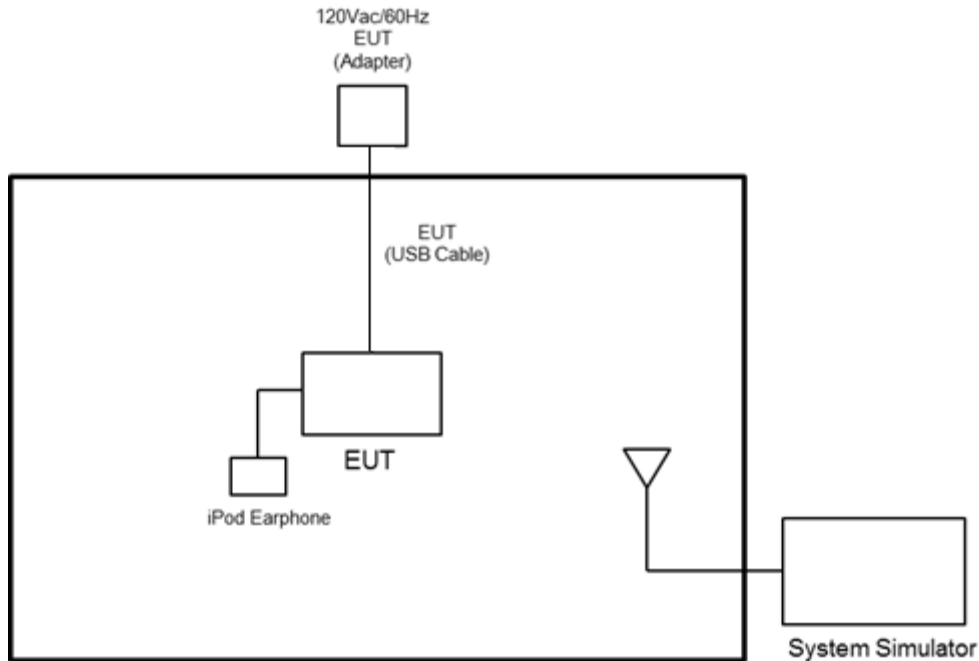 120Vac/60Hz
EUT
(Adapter)
EUT
(USB Cable)
EUT
iPod Earphone
System Simulator